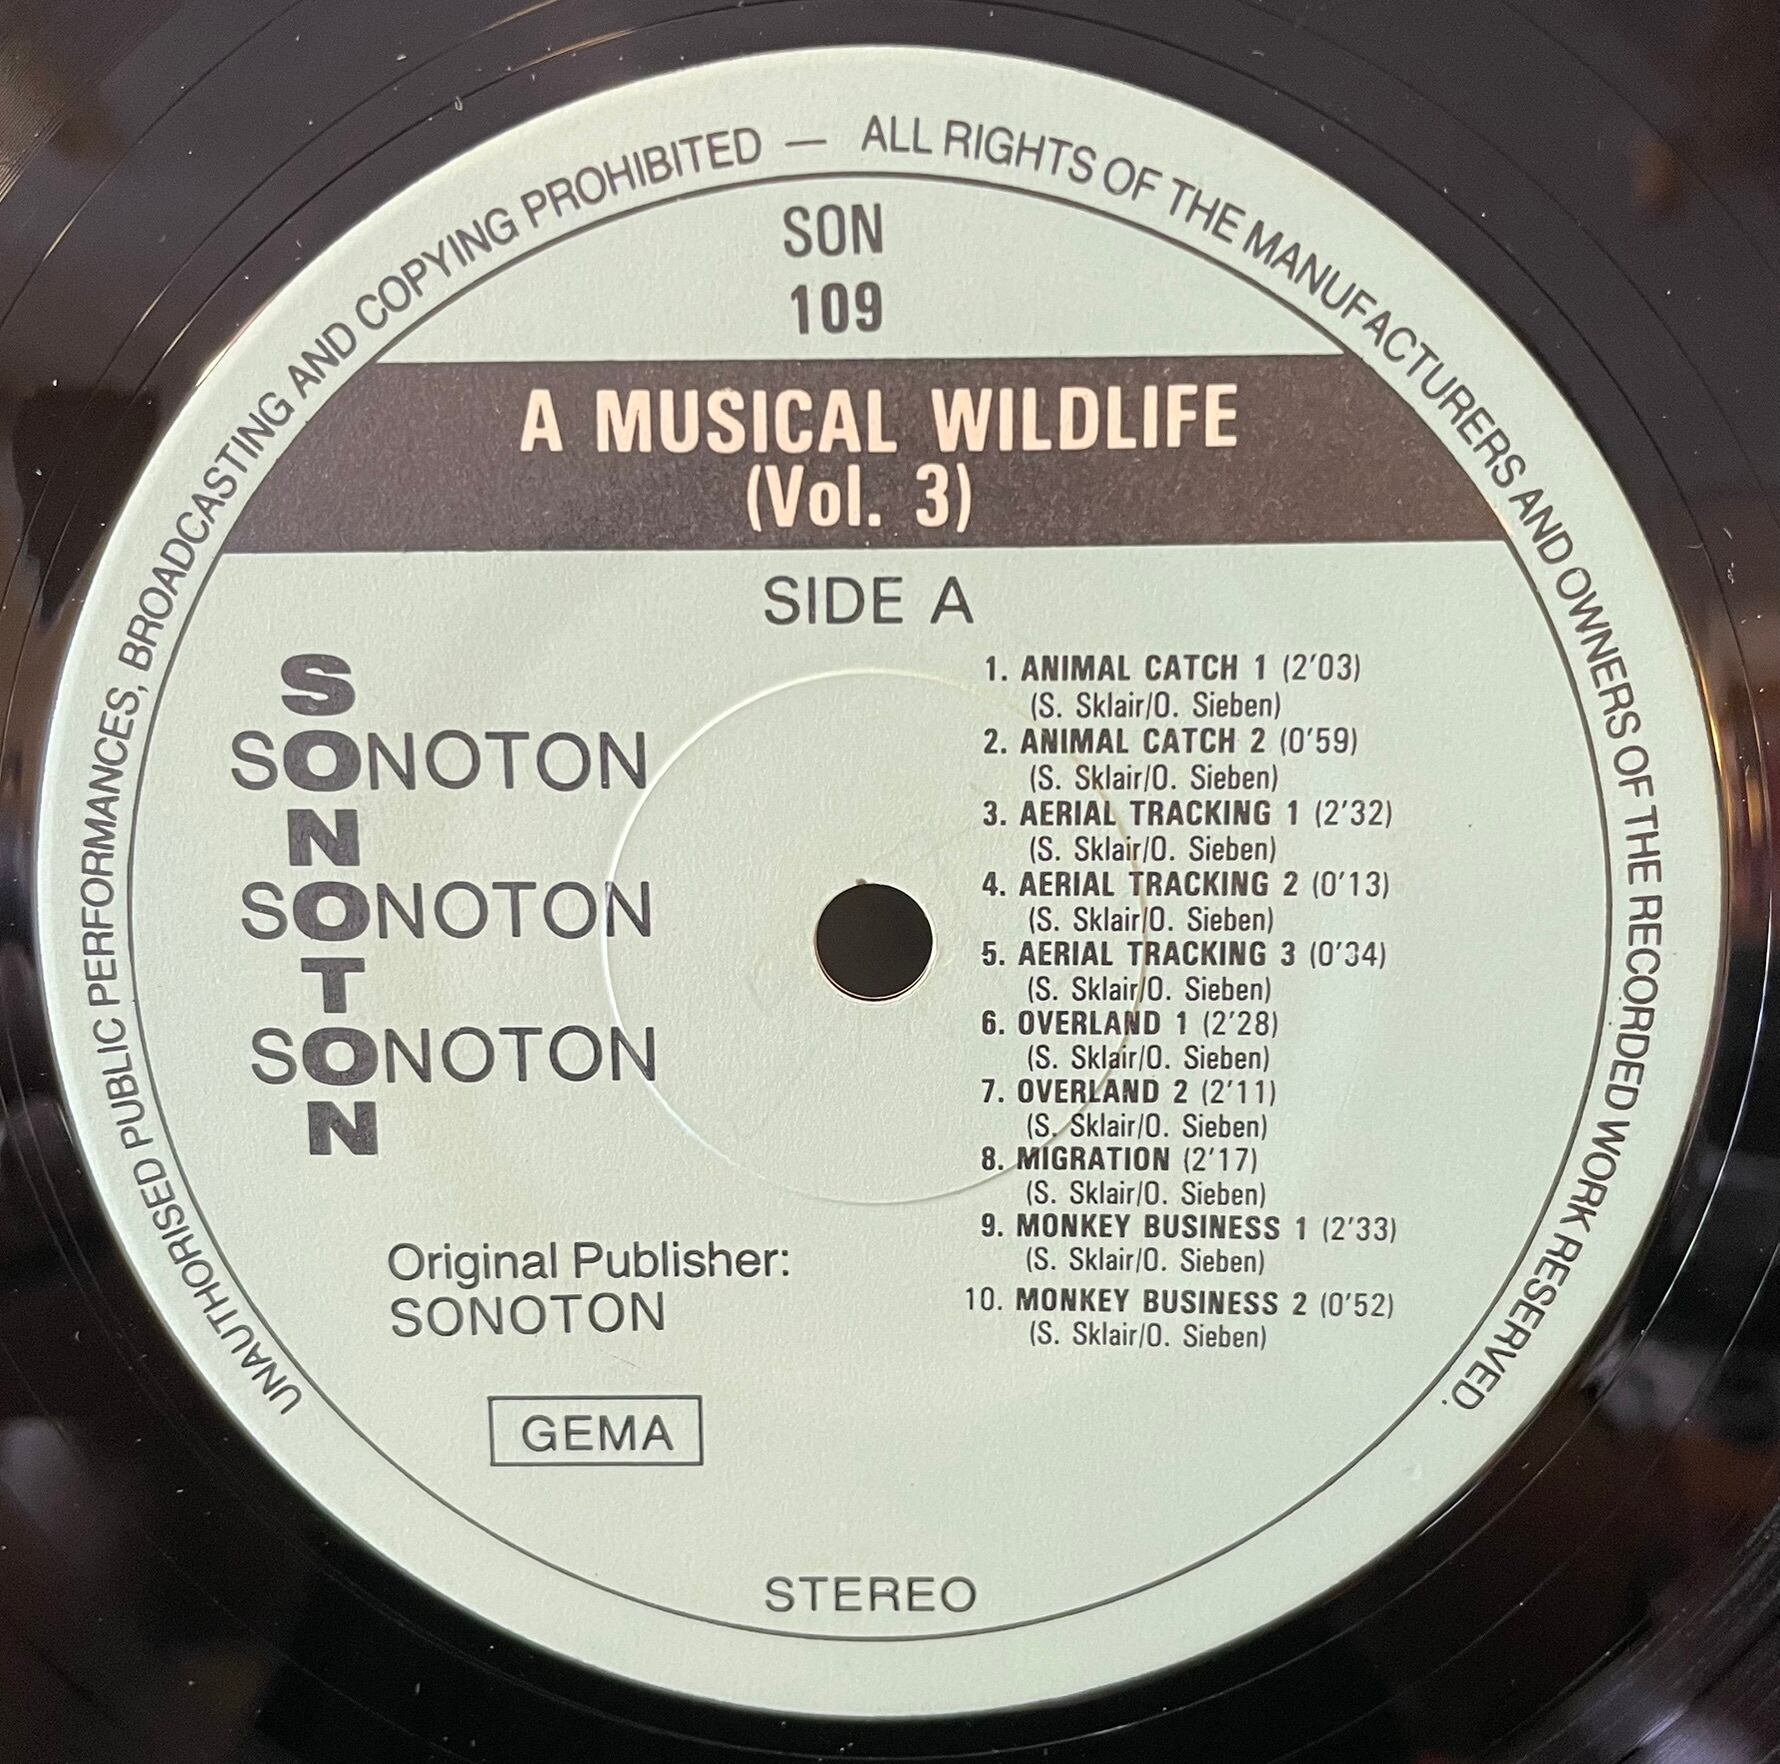 UNAUTHORISED PUBLIC PERFORMANCES, BROADCASTING AND COPYING PROHIBITED — ALL RIGHTS OF THE MANUFACTURERS AND OWNERS OF THE RECORDED WORK RESERVED.
SON
109
A MUSICAL WILDLIFE
(Vol. 3)
SIDE A
SONOTON
SONOTON
SONOTON
SONOTON
Original Publisher:
SONOTON
GEMA
1. ANIMAL CATCH 1 (2'03)
(S. Sklair/O. Sieben)
2. ANIMAL CATCH 2 (0'59)
(S. Sklair/O. Sieben)
3. AERIAL TRACKING 1 (2'32)
(S. Sklair/O. Sieben)
4. AERIAL TRACKING 2 (0'13)
(S. Sklair/O. Sieben)
5. AERIAL TRACKING 3 (0'34)
(S. Sklair/O. Sieben)
6. OVERLAND 1 (2'28)
(S. Sklair/O. Sieben)
7. OVERLAND 2 (2'11)
(S. Sklair/O. Sieben)
8. MIGRATION (2'17)
(S. Sklair/O. Sieben)
9. MONKEY BUSINESS 1 (2'33)
(S. Sklair/O. Sieben)
10. MONKEY BUSINESS 2 (0'52)
(S. Sklair/O. Sieben)
STEREO